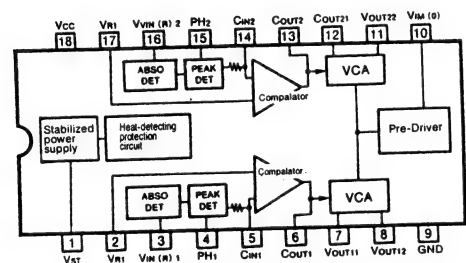 VCC VR1 VVIN (R) 2 PH2 CIN2 COUT2 COUT21 VOUT22 VIM (0)
18 17 16 15 14 13 12 11 10
ABSO DET
PEAK DET
Compalator
VCA
Stabilized power supply
Heat-detecting protection circuit
Pre-Driver
ABSO DET
PEAK DET
Compalator
VCA
1 2 3 4 5 6 7 8 9
VST VR1 VIN (R) 1 PH1 CIN1 COUT1 VOUT11 VOUT12 GND